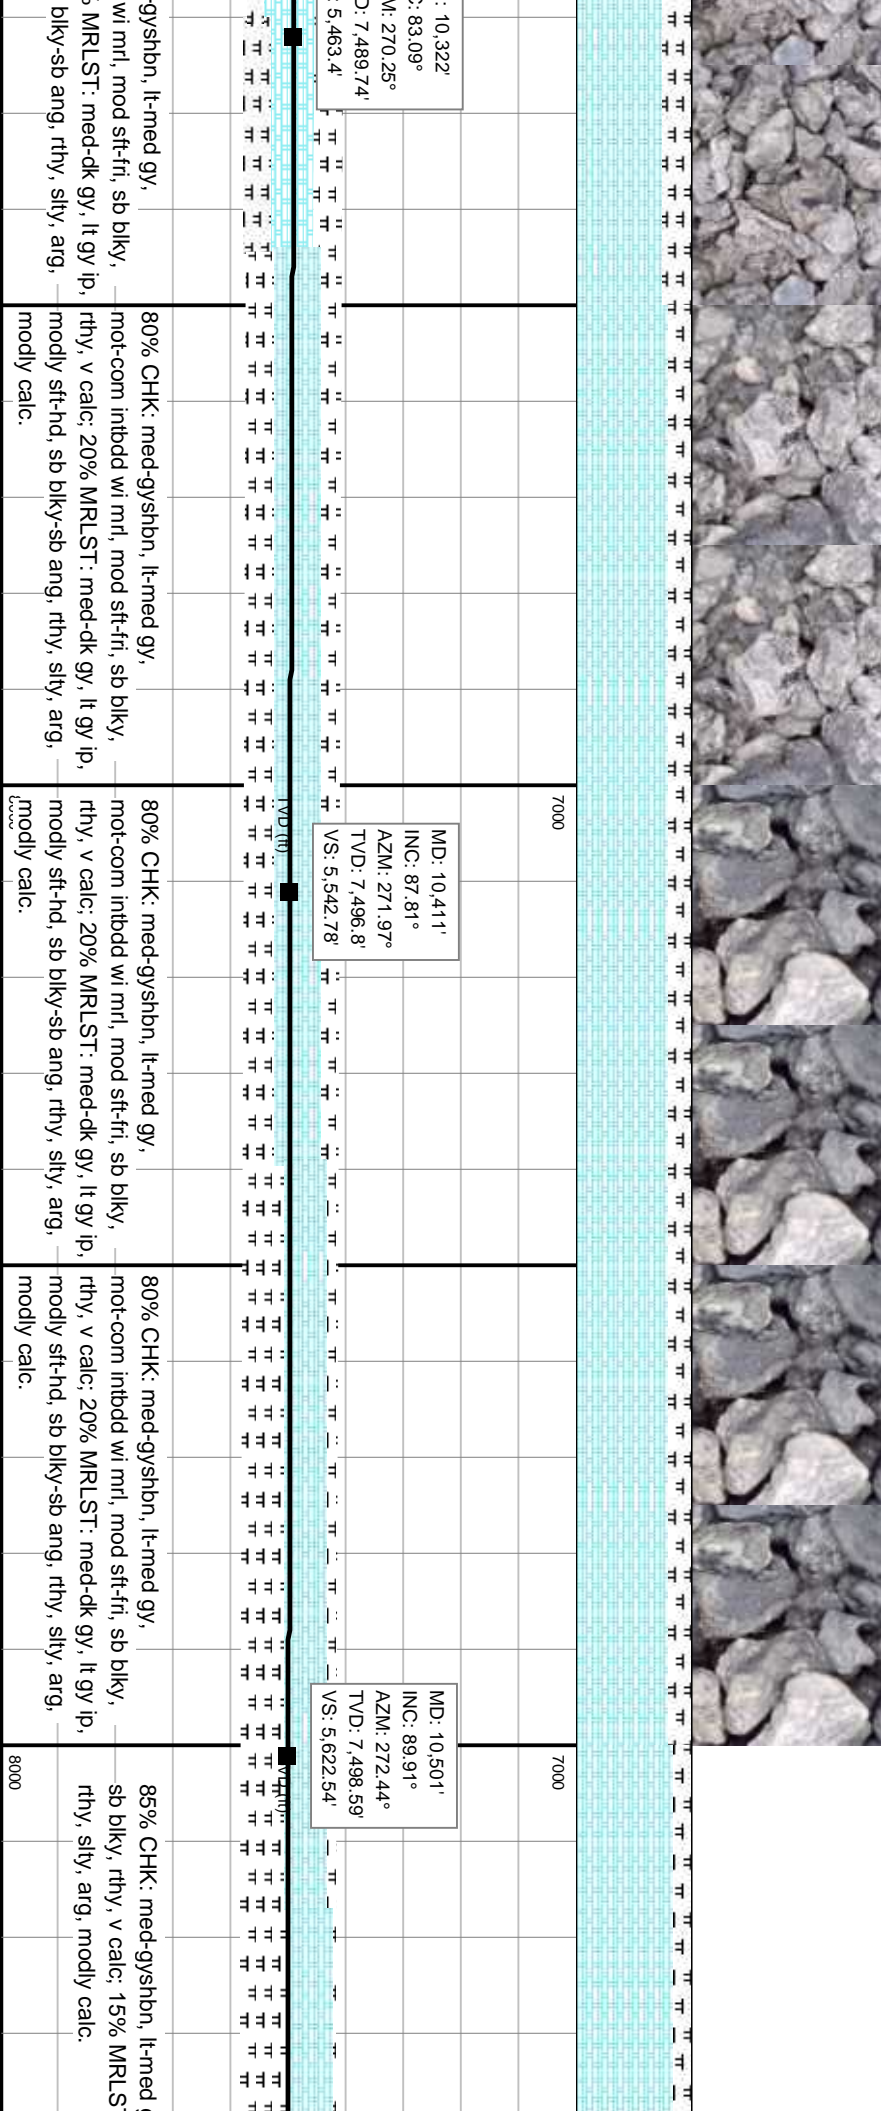 : 10,322'
C: 83.09°
M: 270.25°
D: 7,489.74'
: 5,463.4'
-gyshbn, lt-med gy,
wi mrl, mod sft-fri, sb blky,
% MRLST: med-dk gy, lt gy ip,
blky-sb ang, rthy, slty, arg,
80% CHK: med-gyshbn, lt-med gy,
mot-com intbdd wi mrl, mod sft-fri, sb blky,
rthy, v calc; 20% MRLST: med-dk gy, lt gy ip,
modly sft-hd, sb blky-sb ang, rthy, slty, arg,
modly calc.
7000
MD: 10,411'
INC: 87.81°
AZM: 271.97°
TVD: 7,496.8'
VS: 5,542.78'
TVD (ft)
80% CHK: med-gyshbn, lt-med gy,
mot-com intbdd wi mrl, mod sft-fri, sb blky,
rthy, v calc; 20% MRLST: med-dk gy, lt gy ip,
modly sft-hd, sb blky-sb ang, rthy, slty, arg,
modly calc.
80% CHK: med-gyshbn, lt-med gy,
mot-com intbdd wi mrl, mod sft-fri, sb blky,
rthy, v calc; 20% MRLST: med-dk gy, lt gy ip,
modly sft-hd, sb blky-sb ang, rthy, slty, arg,
modly calc.
7000
MD: 10,501'
INC: 89.91°
AZM: 272.44°
TVD: 7,498.59'
VS: 5,622.54'
TVD (ft)
85% CHK: med-gyshbn, lt-med
sb blky, rthy, v calc; 15% MRLS
rthy, slty, arg, modly calc.
8000